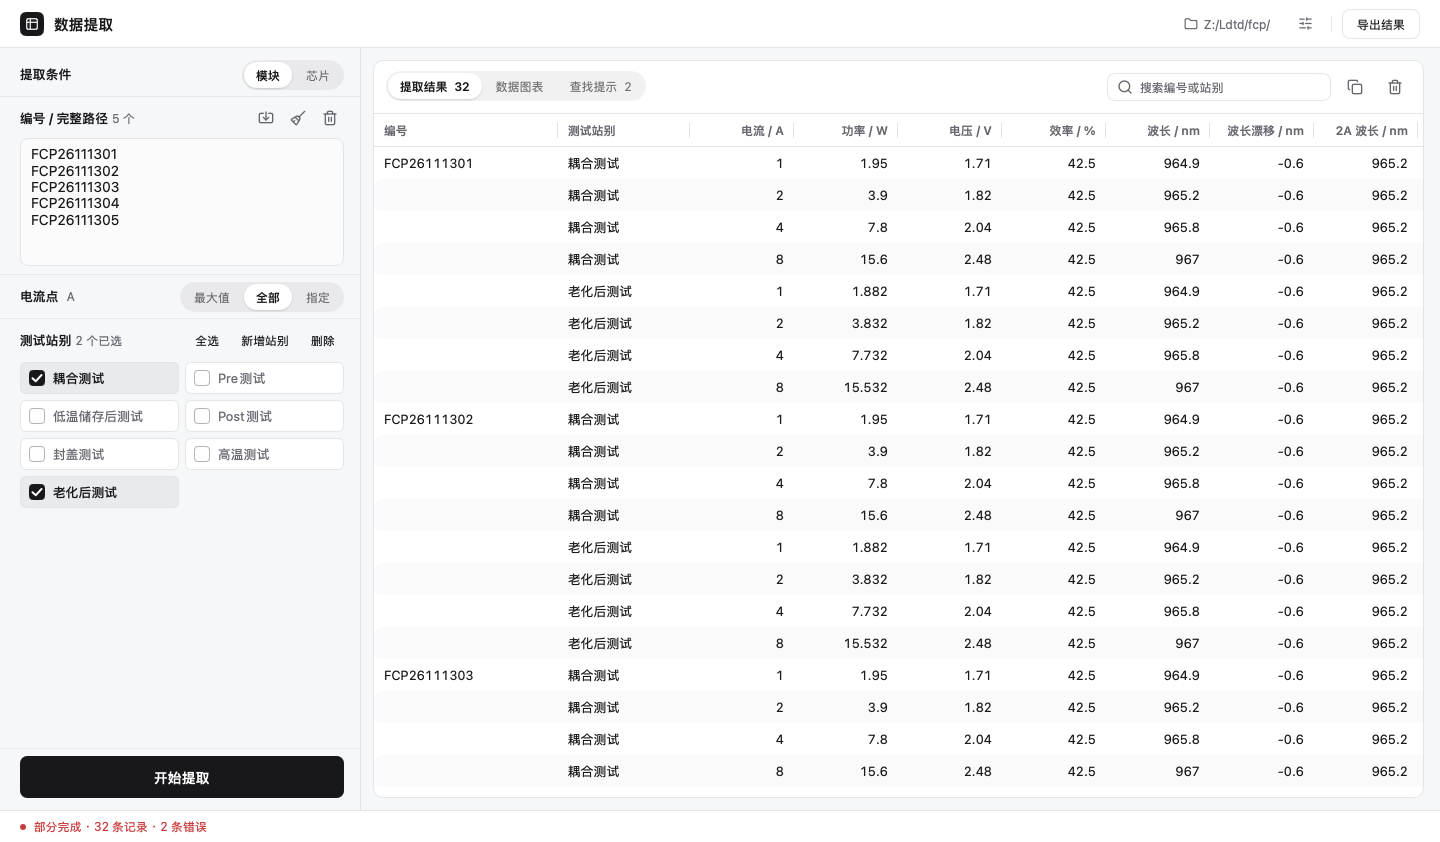 数据提取
Z:/Ldtd/fcp/
导出结果
提取条件
模块 芯片
编号 / 完整路径 5 个
FCP26111301
FCP26111302
FCP26111303
FCP26111304
FCP26111305
电流点 A
最大值 全部 指定
测试站别 2 个已选
全选 新增站别 删除
耦合测试 Pre 测试
低温储存后测试 Post 测试
封盖测试 高温测试
老化后测试
开始提取
提取结果 32 数据图表 查找提示 2
搜索编号或站别
编号 测试站别 电流 / A 功率 / W 电压 / V 效率 / % 波长 / nm 波长漂移 / nm 2A 波长 / nm
FCP26111301 耦合测试 1 1.95 1.71 42.5 964.9 -0.6 965.2
耦合测试 2 3.9 1.82 42.5 965.2 -0.6 965.2
耦合测试 4 7.8 2.04 42.5 965.8 -0.6 965.2
耦合测试 8 15.6 2.48 42.5 967 -0.6 965.2
老化后测试 1 1.882 1.71 42.5 964.9 -0.6 965.2
老化后测试 2 3.832 1.82 42.5 965.2 -0.6 965.2
老化后测试 4 7.732 2.04 42.5 965.8 -0.6 965.2
老化后测试 8 15.532 2.48 42.5 967 -0.6 965.2
FCP26111302 耦合测试 1 1.95 1.71 42.5 964.9 -0.6 965.2
耦合测试 2 3.9 1.82 42.5 965.2 -0.6 965.2
耦合测试 4 7.8 2.04 42.5 965.8 -0.6 965.2
耦合测试 8 15.6 2.48 42.5 967 -0.6 965.2
老化后测试 1 1.882 1.71 42.5 964.9 -0.6 965.2
老化后测试 2 3.832 1.82 42.5 965.2 -0.6 965.2
老化后测试 4 7.732 2.04 42.5 965.8 -0.6 965.2
老化后测试 8 15.532 2.48 42.5 967 -0.6 965.2
FCP26111303 耦合测试 1 1.95 1.71 42.5 964.9 -0.6 965.2
耦合测试 2 3.9 1.82 42.5 965.2 -0.6 965.2
耦合测试 4 7.8 2.04 42.5 965.8 -0.6 965.2
耦合测试 8 15.6 2.48 42.5 967 -0.6 965.2
部分完成 · 32 条记录 · 2 条错误